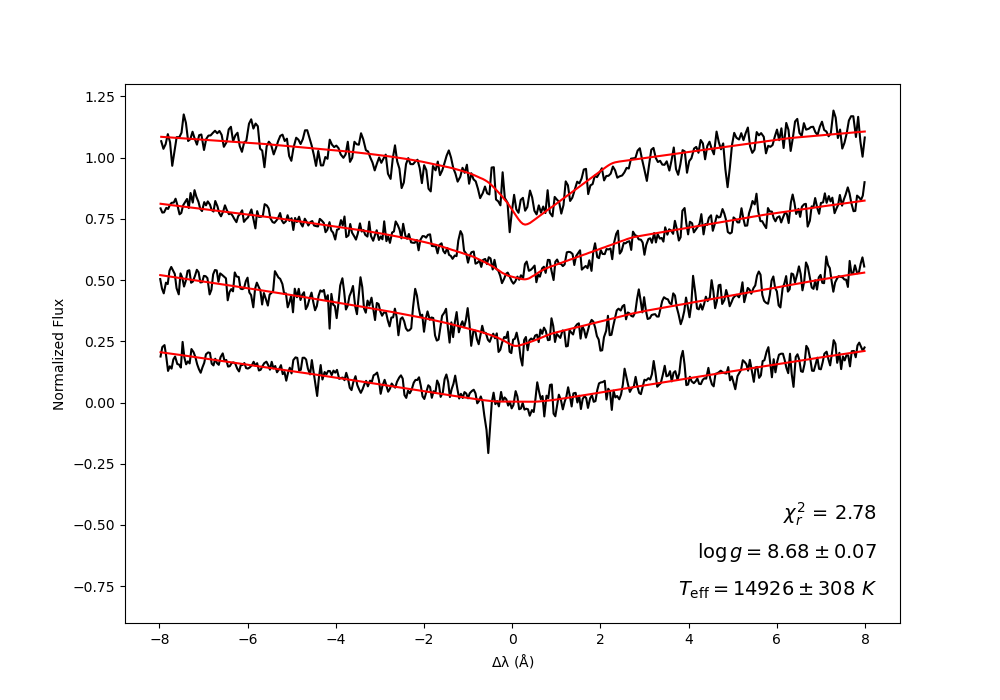 1.25
1.00
0.75
0.50
0.25
0.00
−0.25
−0.50
−0.75
Normalized Flux
χ²ᵣ = 2.78
log g = 8.68 ± 0.07
T_eff = 14926 ± 308 K
−8 −6 −4 −2 0 2 4 6 8
Δλ (Å)